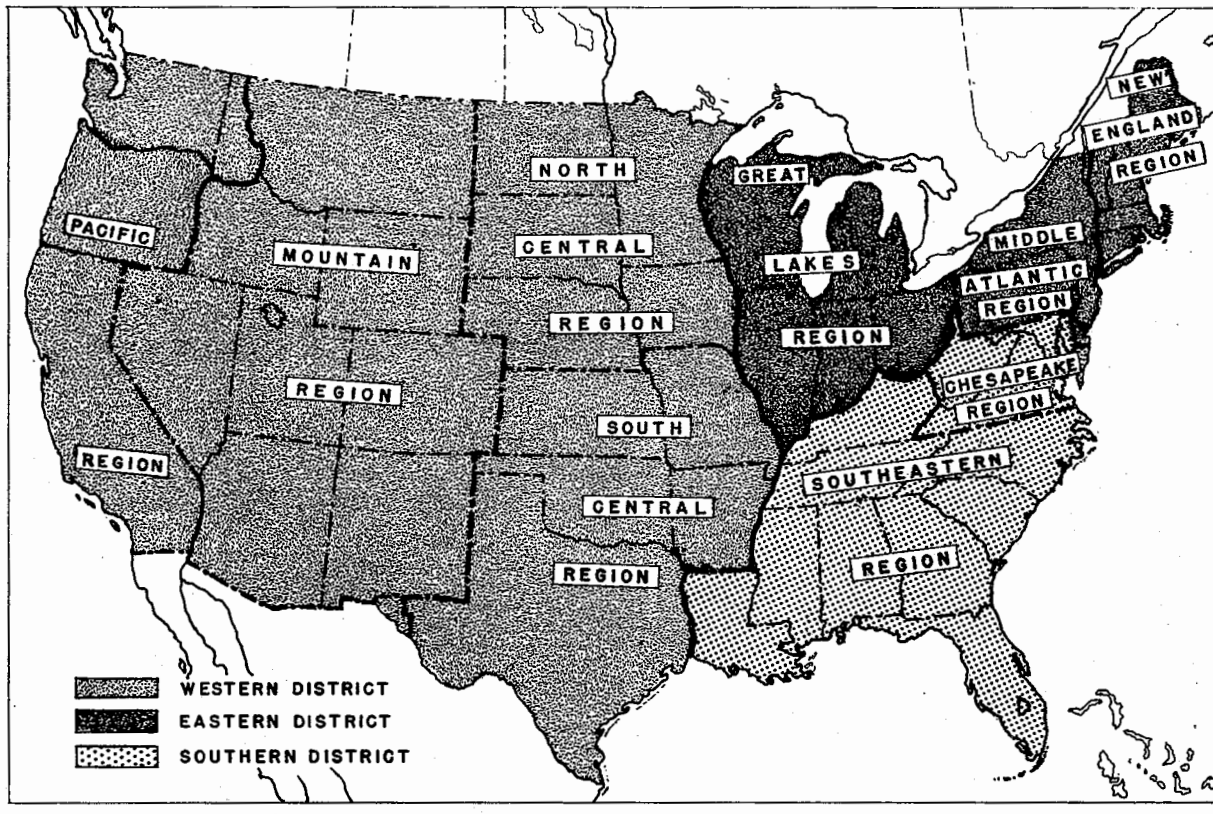 NEW
ENGLAND
REGION
NORTH
CENTRAL
REGION
GREAT
LAKES
REGION
PACIFIC
REGION
MOUNTAIN
REGION
MIDDLE
ATLANTIC
REGION
CHESAPEAKE
REGION
SOUTH
CENTRAL
REGION
SOUTHEASTERN
REGION
WESTERN DISTRICT
EASTERN DISTRICT
SOUTHERN DISTRICT